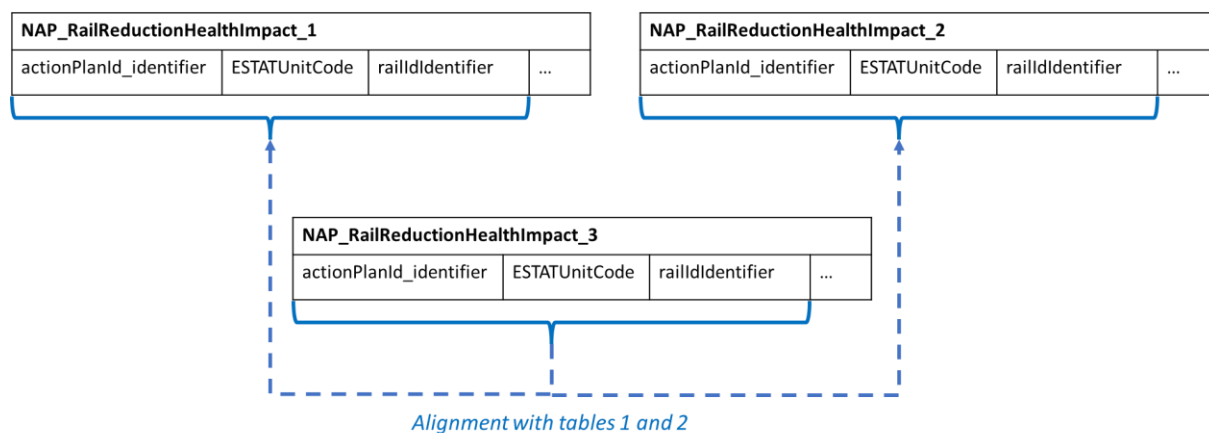 NAP_RailReductionHealthImpact_1
actionPlanId_identifier ESTATUnitCode railIdIdentifier ...
NAP_RailReductionHealthImpact_2
actionPlanId_identifier ESTATUnitCode railIdIdentifier ...
NAP_RailReductionHealthImpact_3
actionPlanId_identifier ESTATUnitCode railIdIdentifier ...
Alignment with tables 1 and 2